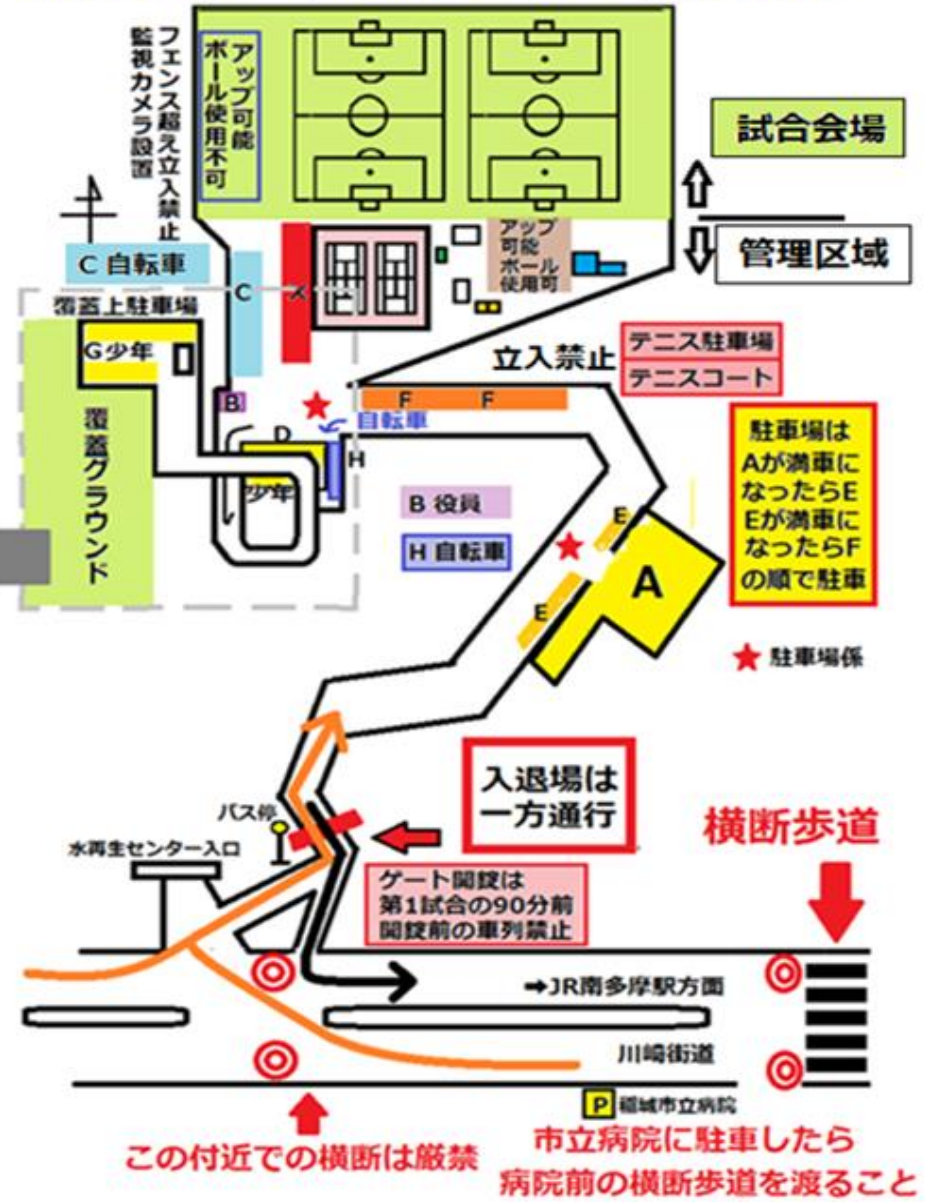 フェンス超え立入禁止
監視カメラ設置
アップ可能
ボール使用不可
試合会場
管理区域
アップ
可能
ボール
使用可
C 自転車
C
覆蓋上駐車場
G少年
覆蓋グラウンド
B
D
少年
自転車
H
立入禁止
F
F
テニス駐車場
テニスコート
駐車場は
Aが満車に
なったらE
Eが満車に
なったらF
の順で駐車
B 役員
H 自転車
E
A
E
駐車場係
入退場は
一方通行
バス停
水再生センター入口
ゲート開錠は
第1試合の90分前
開錠前の車列禁止
横断歩道
➡JR南多摩駅方面
川崎街道
P 稲城市立病院
この付近での横断は厳禁
市立病院に駐車したら
病院前の横断歩道を渡ること